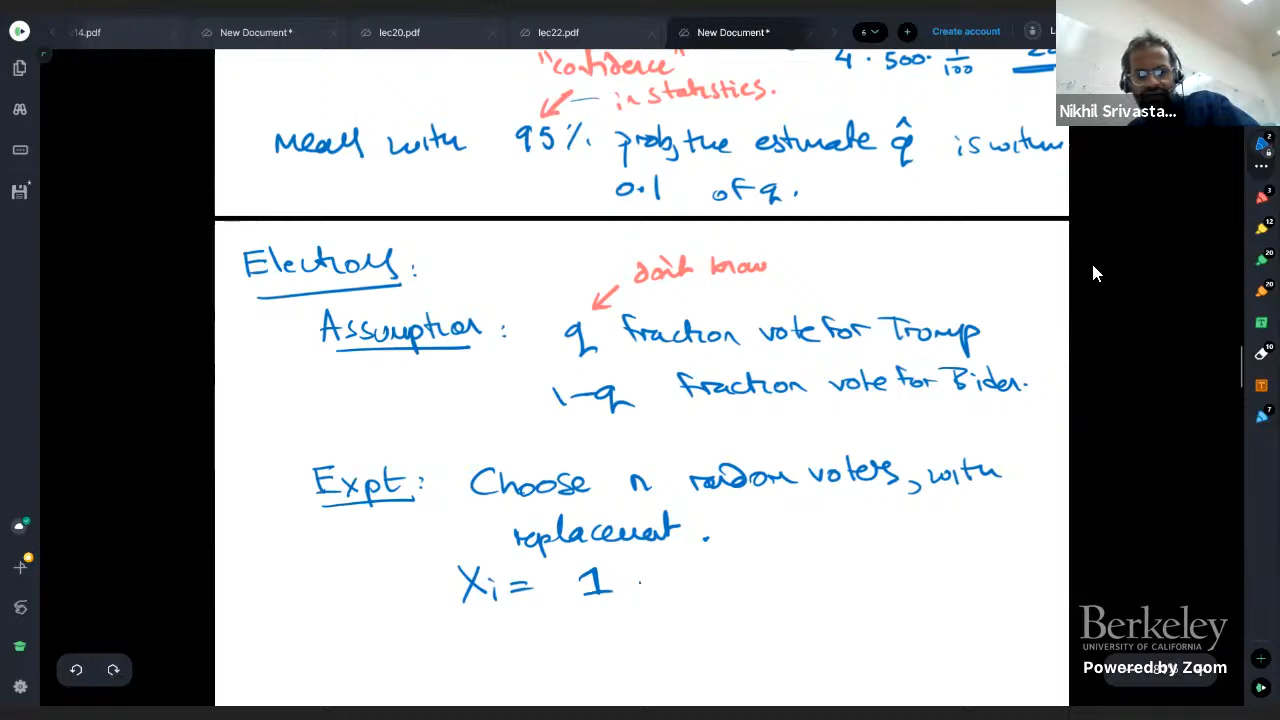 .14.pdf
New Document*
lec20.pdf
lec22.pdf
New Document*
6
Create account
"confidence"
in statistics.
4 · 500 · 1/100
Nikhil Srivasta...
Mean with 95% prob, the estimate q̂ is within
0.1 of q.
Elections:
don't know
Assumption: q fraction vote for Tromp
1-q fraction vote for Biden.
Expt: Choose n random voters, with
replacement.
Xi = 1
Berkeley
UNIVERSITY OF CALIFORNIA
Powered by Zoom